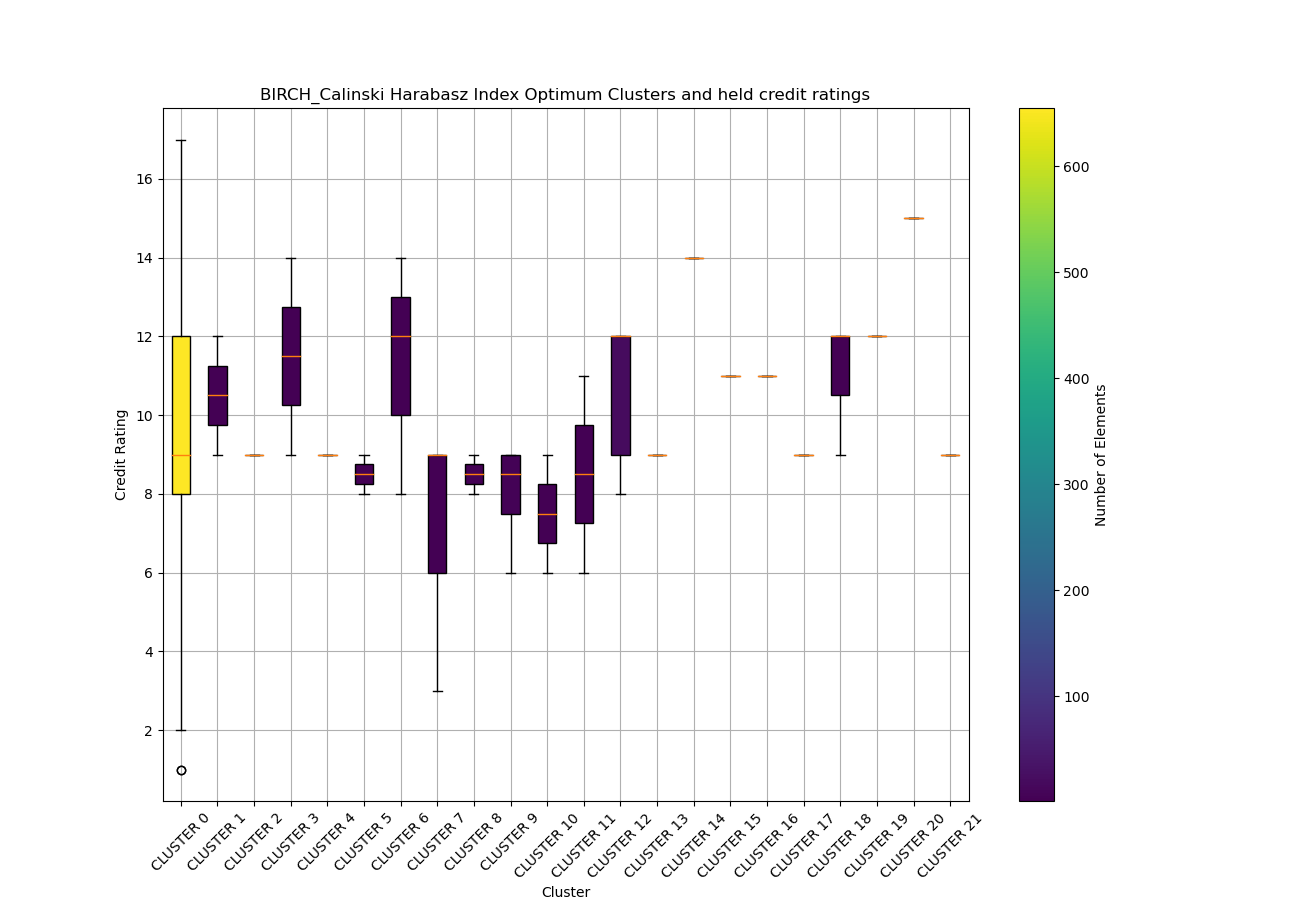 BIRCH_Calinski Harabasz Index Optimum Clusters and held credit ratings
16
14
12
10
8
6
4
2
Credit Rating
CLUSTER 0
CLUSTER 1
CLUSTER 2
CLUSTER 3
CLUSTER 4
CLUSTER 5
CLUSTER 6
CLUSTER 7
CLUSTER 8
CLUSTER 9
CLUSTER 10
CLUSTER 11
CLUSTER 12
CLUSTER 13
CLUSTER 14
CLUSTER 15
CLUSTER 16
CLUSTER 17
CLUSTER 18
CLUSTER 19
CLUSTER 20
CLUSTER 21
Cluster
600
500
400
300
200
100
Number of Elements